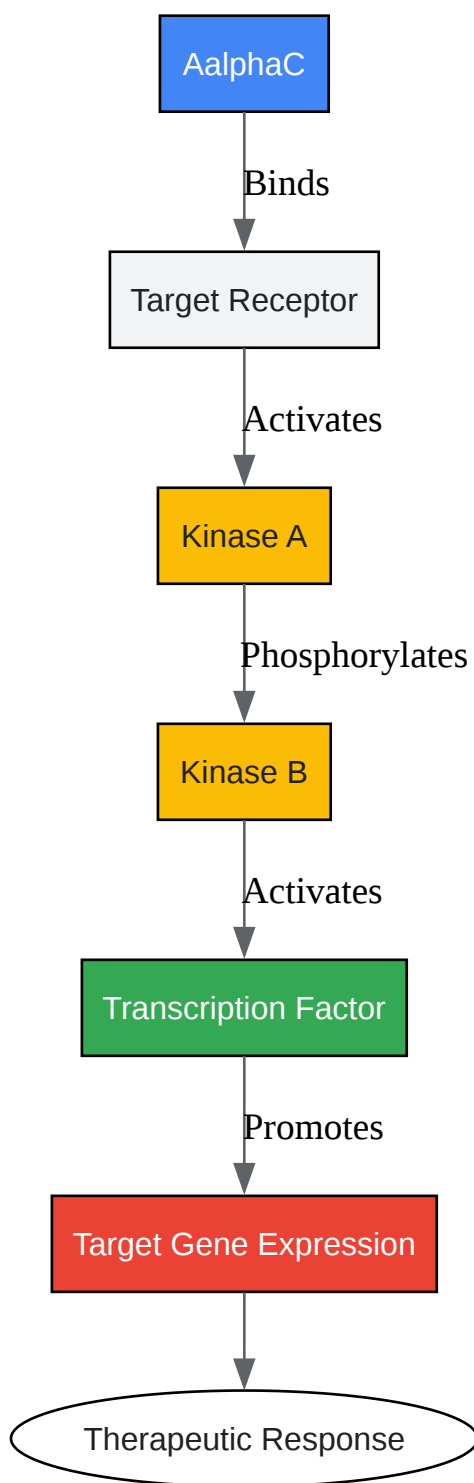 AalphaC
Binds
Target Receptor
Activates
Kinase A
Phosphorylates
Kinase B
Activates
Transcription Factor
Promotes
Target Gene Expression
Therapeutic Response